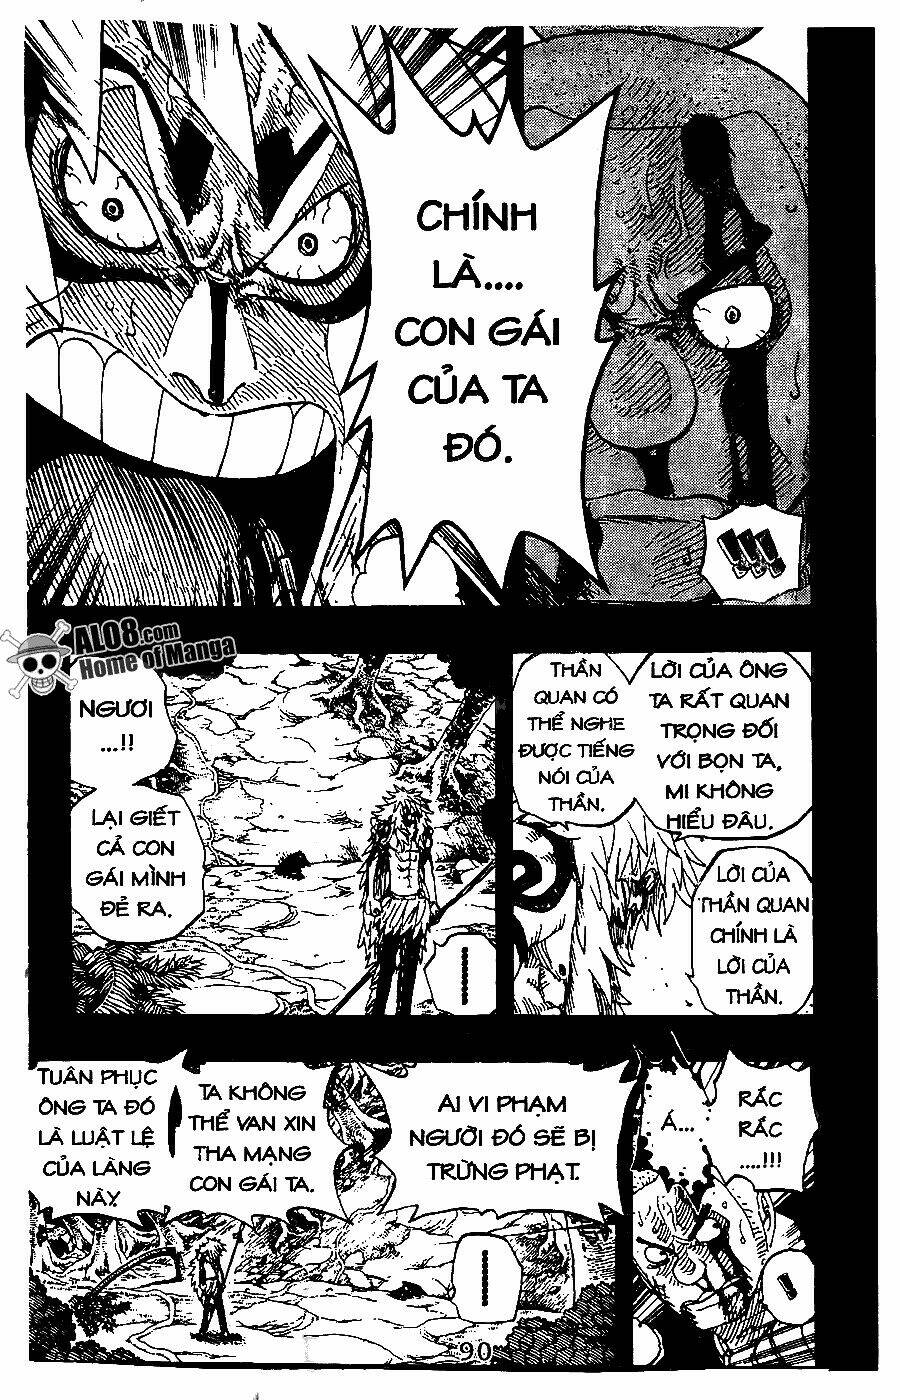 CHÍNH
LÀ....
CON GÁI
CỦA TA
ĐÓ.
!!!
AL08.com
Home of Manga
NGƯƠI
...!!
LẠI GIẾT
CẢ CON
GÁI MÌNH
ĐẺ RA.
THẦN
QUAN CÓ
THỂ NGHE
ĐƯỢC TIẾNG
NÓI CỦA
THẦN.
LỜI CỦA ÔNG
TA RẤT QUAN
TRỌNG ĐỐI
VỚI BỌN TA,
MI KHÔNG
HIỂU ĐÂU.
LỜI CỦA
THẦN QUAN
CHÍNH LÀ
LỜI CỦA
THẦN.
TUÂN PHỤC
ÔNG TA ĐÓ
LÀ LUẬT LỆ
CỦA LÀNG
NÀY.
TA KHÔNG
THỂ VAN XIN
THA MẠNG
CON GÁI TA.
AI VI PHẠM
NGƯỜI ĐÓ SẼ BỊ
TRỪNG PHẠT.
Á...
RẮC
RẮC
....!!!
!
90